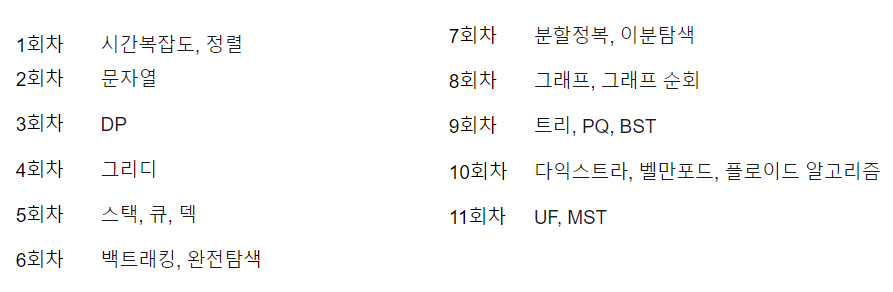 1회차 시간복잡도, 정렬
2회차 문자열
3회차 DP
4회차 그리디
5회차 스택, 큐, 덱
6회차 백트래킹, 완전탐색
7회차 분할정복, 이분탐색
8회차 그래프, 그래프 순회
9회차 트리, PQ, BST
10회차 다익스트라, 벨만포드, 플로이드 알고리즘
11회차 UF, MST